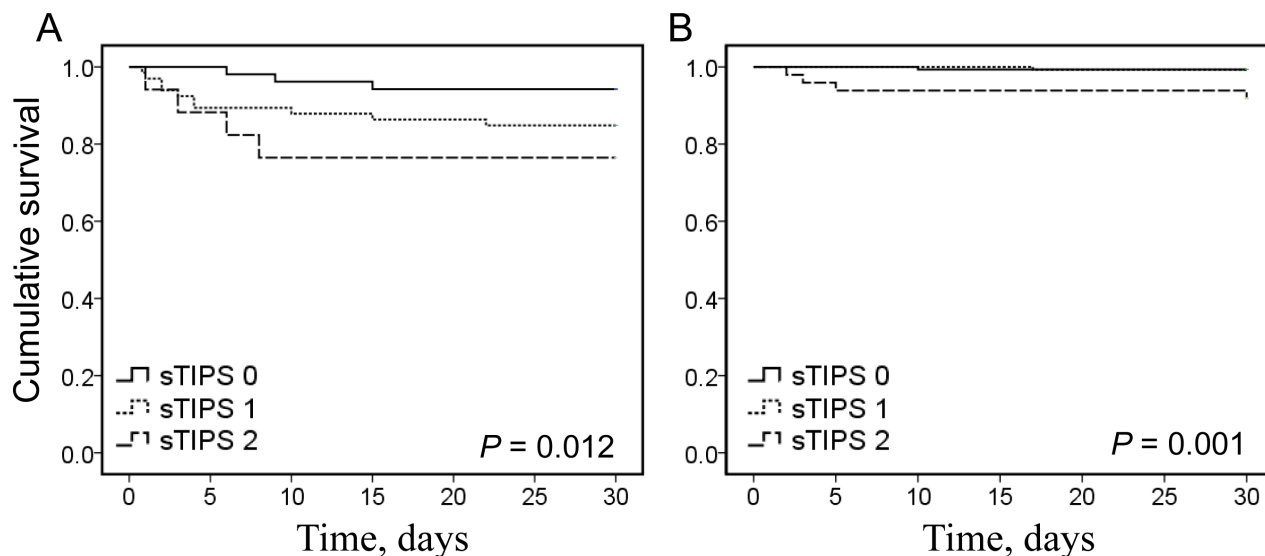 A
Cumulative survival
1.0
0.8
0.6
0.4
0.2
0.0
sTIPS 0
sTIPS 1
sTIPS 2
P = 0.012
0 5 10 15 20 25 30
Time, days
B
1.0
0.8
0.6
0.4
0.2
0.0
sTIPS 0
sTIPS 1
sTIPS 2
P = 0.001
0 5 10 15 20 25 30
Time, days